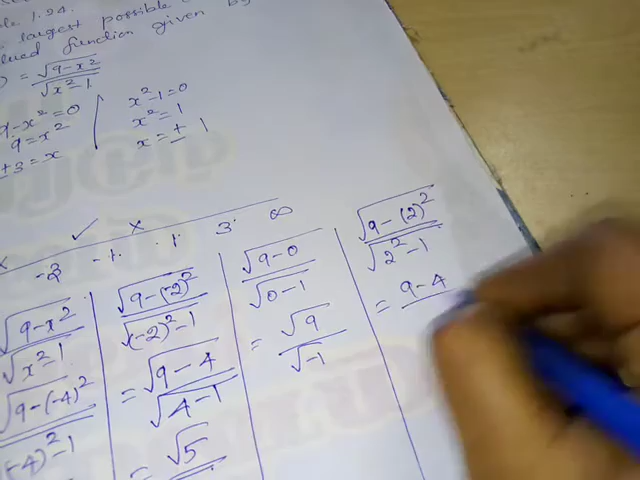 1.24.
largest possible
function given by
= √9-x² / √x²-1
9-x²=0
9=x²
±3=x
x²-1=0
x²=1
x=± 1
x ✓ x
-3 -1 1 3 ∞
√9-x² / √x²-1
√9-(-4)² / (-4)²-1
√9-(-2)² / √(-2)²-1
= √9-4 / √4-1
= √5
√9-0 / √0-1
= √9 / √-1
√9-(2)² / √2²-1
= 9-4